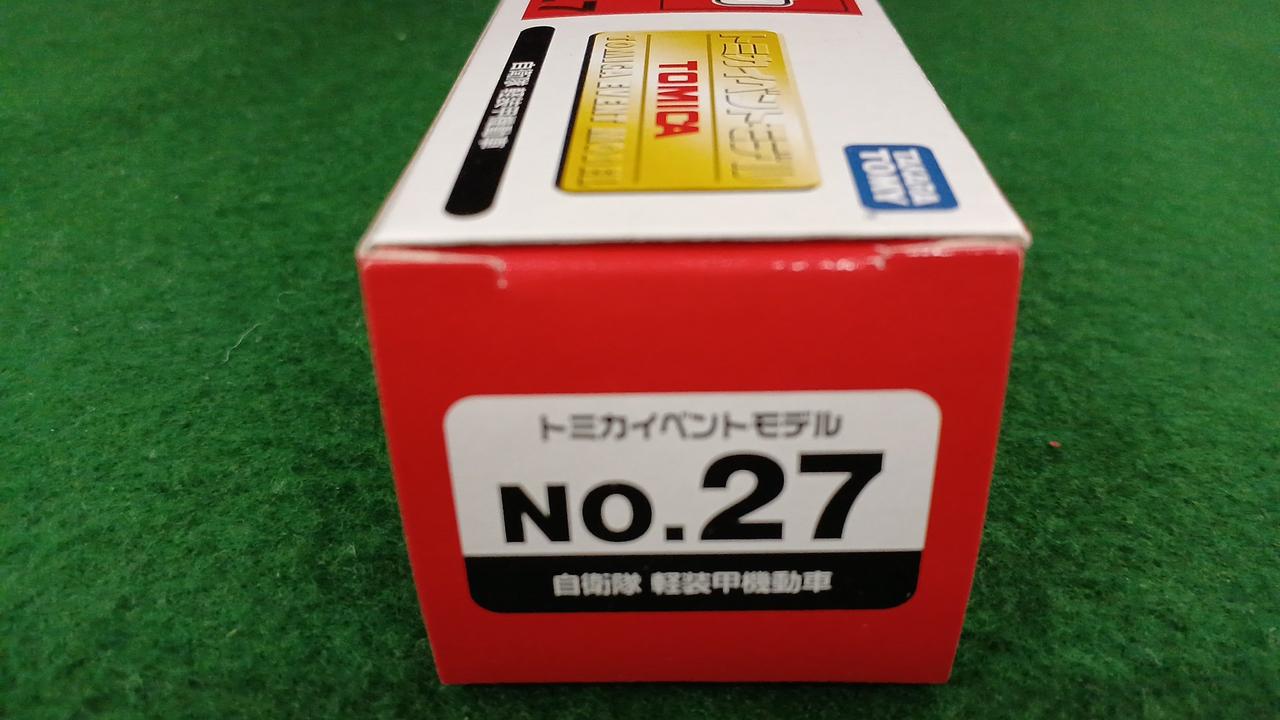 .7
自衛隊 軽装甲機動車
トミカイベントモデル
TOMICA
TOMICA EVENT MODEL
TAKARA
TOMY
トミカイベントモデル
NO.27
自衛隊 軽装甲機動車